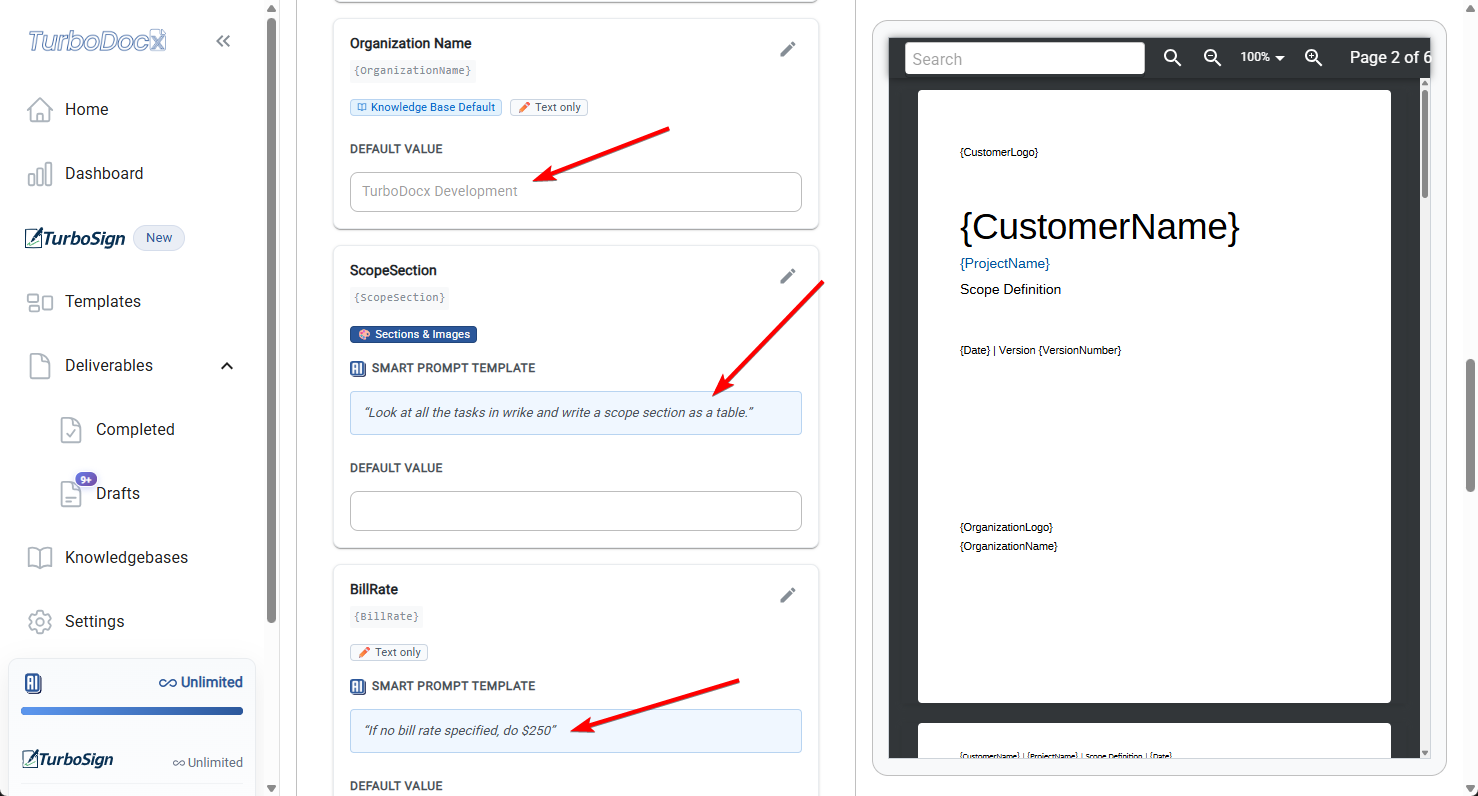 TurboDocx
Home
Dashboard
TurboSign New
Templates
Deliverables
Completed
9+
Drafts
Knowledgebases
Settings
Unlimited
TurboSign Unlimited
Organization Name
{OrganizationName}
Knowledge Base Default Text only
DEFAULT VALUE
TurboDocx Development
ScopeSection
{ScopeSection}
Sections & Images
SMART PROMPT TEMPLATE
“Look at all the tasks in wrike and write a scope section as a table.”
DEFAULT VALUE
BillRate
{BillRate}
Text only
SMART PROMPT TEMPLATE
“If no bill rate specified, do $250”
DEFAULT VALUE
Search 100% Page 2 of 6
{CustomerLogo}
{CustomerName}
{ProjectName}
Scope Definition
{Date} | Version {VersionNumber}
{OrganizationLogo}
{OrganizationName}
{CustomerName} | {ProjectName} | Scope Definition | {Date}